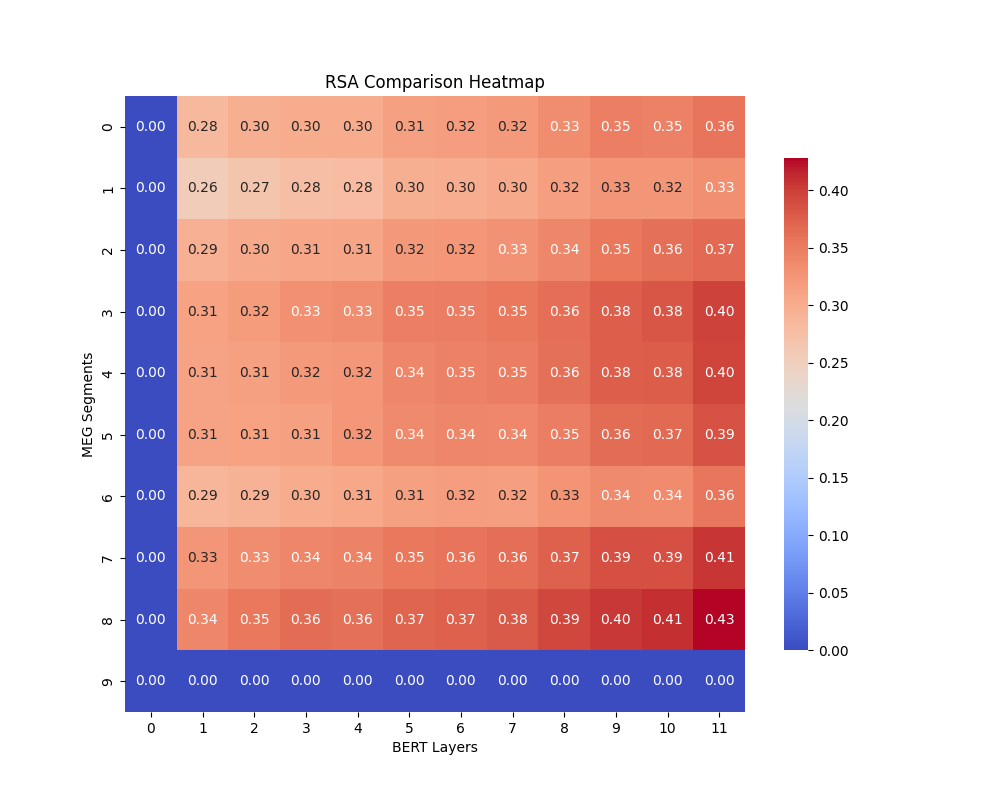 RSA Comparison Heatmap
0 0.00 0.28 0.30 0.30 0.30 0.31 0.32 0.32 0.33 0.35 0.35 0.36
1 0.00 0.26 0.27 0.28 0.28 0.30 0.30 0.30 0.32 0.33 0.32 0.33
2 0.00 0.29 0.30 0.31 0.31 0.32 0.32 0.33 0.34 0.35 0.36 0.37
3 0.00 0.31 0.32 0.33 0.33 0.35 0.35 0.35 0.36 0.38 0.38 0.40
4 0.00 0.31 0.31 0.32 0.32 0.34 0.35 0.35 0.36 0.38 0.38 0.40
5 0.00 0.31 0.31 0.31 0.32 0.34 0.34 0.34 0.35 0.36 0.37 0.39
6 0.00 0.29 0.29 0.30 0.31 0.31 0.32 0.32 0.33 0.34 0.34 0.36
7 0.00 0.33 0.33 0.34 0.34 0.35 0.36 0.36 0.37 0.39 0.39 0.41
8 0.00 0.34 0.35 0.36 0.36 0.37 0.37 0.38 0.39 0.40 0.41 0.43
9 0.00 0.00 0.00 0.00 0.00 0.00 0.00 0.00 0.00 0.00 0.00 0.00
0 1 2 3 4 5 6 7 8 9 10 11
BERT Layers
MEG Segments
0.40
0.35
0.30
0.25
0.20
0.15
0.10
0.05
0.00